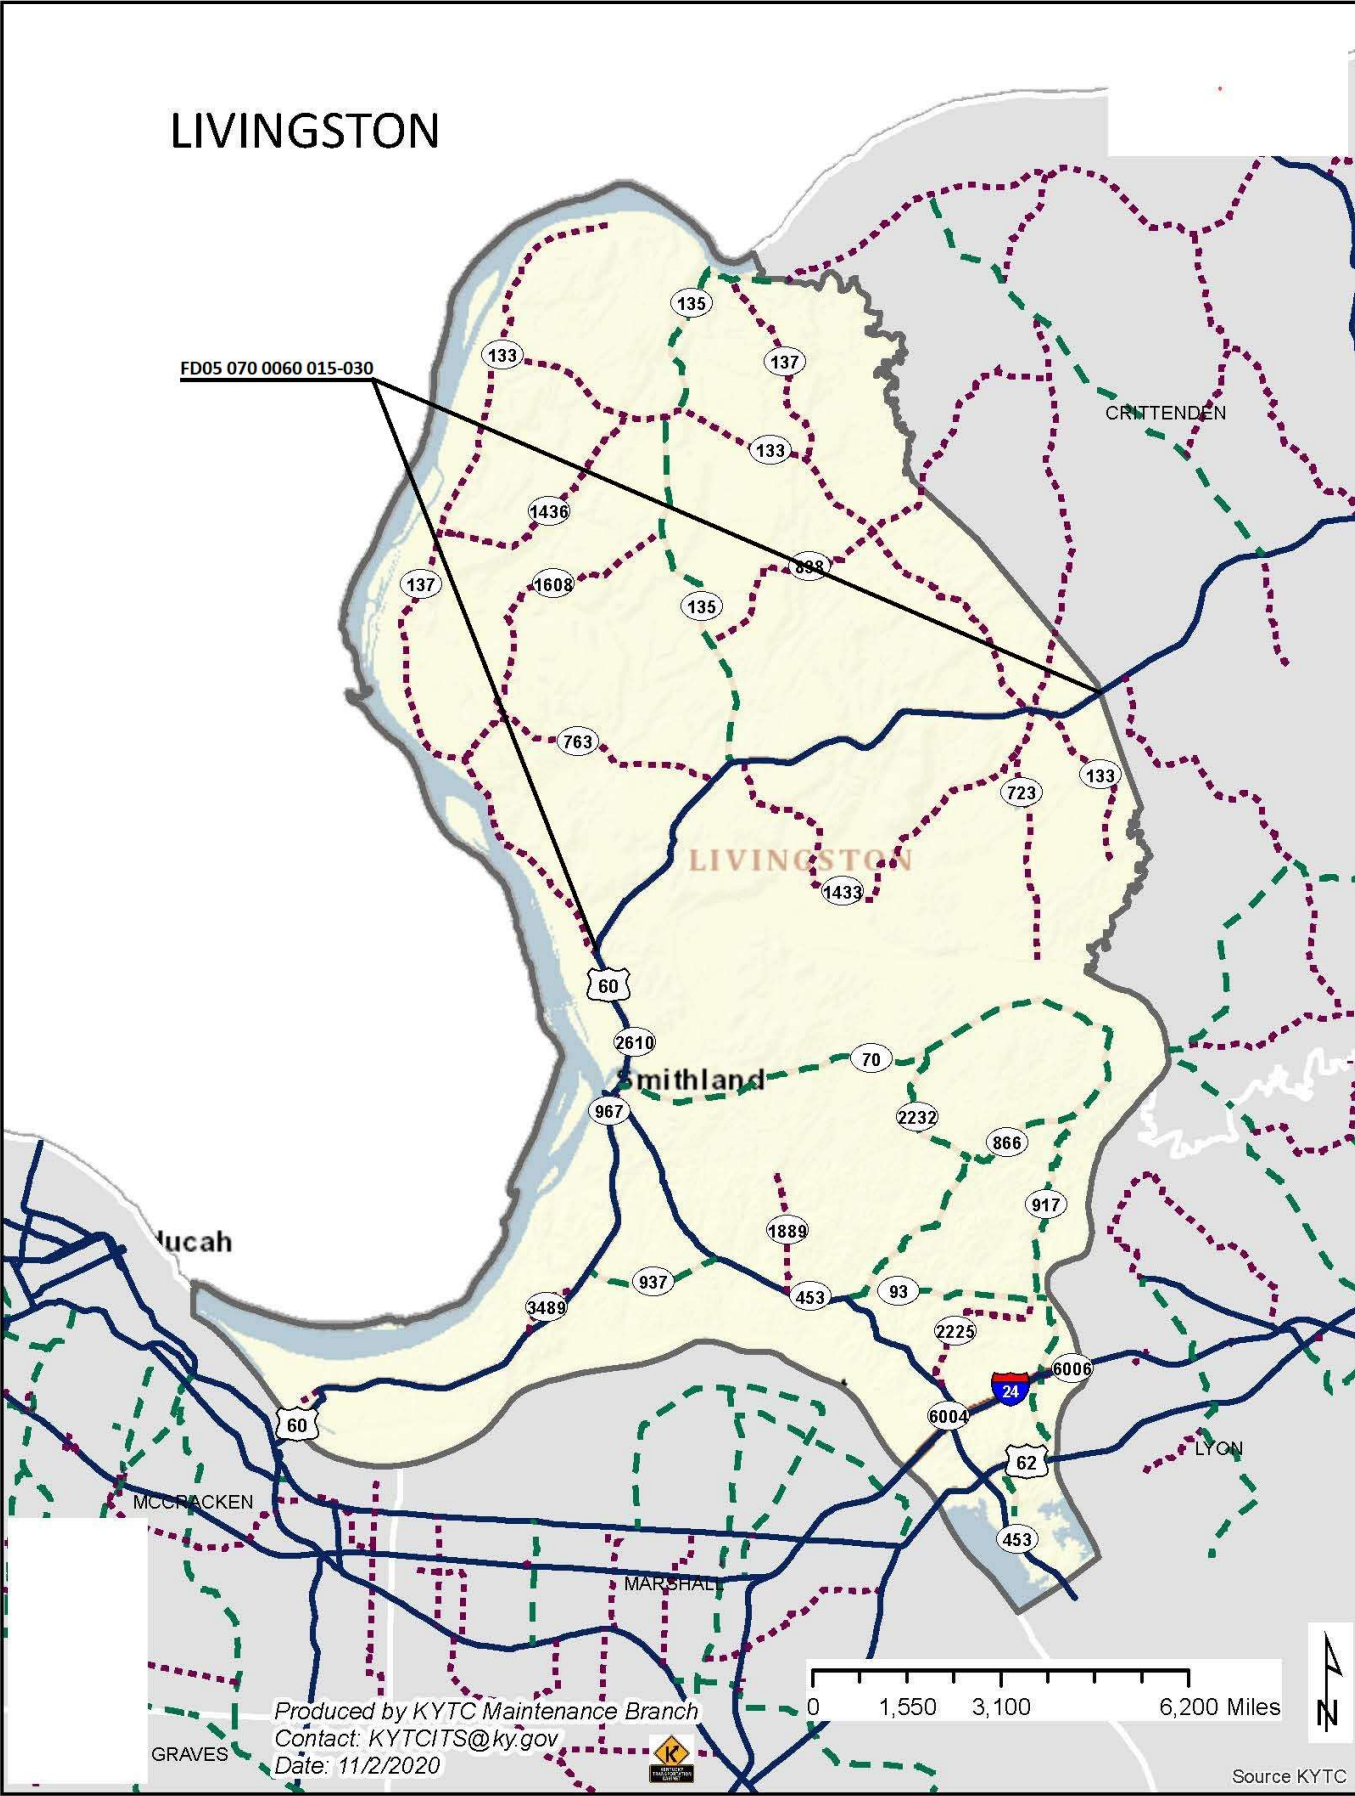 LIVINGSTON
135
133
137
FD05 070 0060 015-030
CRITTENDEN
133
1436
838
137
1608
135
763
133
723
LIVINGSTON
1433
60
2610
70
Smithland
967
2232
866
917
1889
ducah
937
453
93
3489
2225
6006
24
6004
60
62
LYON
MCCRACKEN
453
MARSHALL
0 1,550 3,100 6,200 Miles
N
Produced by KYTC Maintenance Branch
Contact: KYTCITS@ky.gov
Date: 11/2/2020
GRAVES
K
Source KYTC